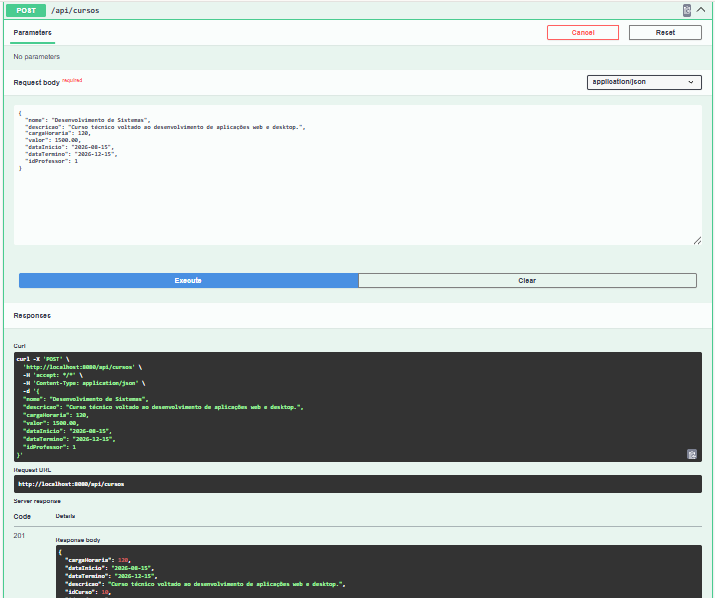 POST /api/cursos
Parameters
Cancel
Reset
No parameters
Request body required
application/json
{
"nome": "Desenvolvimento de Sistemas",
"descricao": "Curso técnico voltado ao desenvolvimento de aplicações web e desktop.",
"cargaHoraria": 120,
"valor": 1500.00,
"dataInicio": "2026-08-15",
"dataTermino": "2026-12-15",
"idProfessor": 1
}
Execute
Clear
Responses
Curl
curl -X 'POST' \
'http://localhost:8080/api/cursos' \
-H 'accept: */*' \
-H 'Content-Type: application/json' \
-d '{
"nome": "Desenvolvimento de Sistemas",
"descricao": "Curso técnico voltado ao desenvolvimento de aplicações web e desktop.",
"cargaHoraria": 120,
"valor": 1500.00,
"dataInicio": "2026-08-15",
"dataTermino": "2026-12-15",
"idProfessor": 1
}'
Request URL
http://localhost:8080/api/cursos
Server response
Code Details
201
Response body
{
"cargaHoraria": 120,
"dataInicio": "2026-08-15",
"dataTermino": "2026-12-15",
"descricao": "Curso técnico voltado ao desenvolvimento de aplicações web e desktop.",
"idCurso": 10,